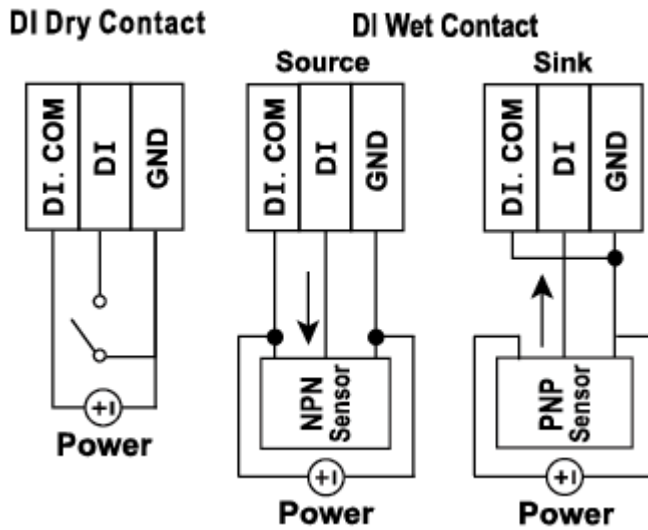 DI Dry Contact
DI. COM
DI
GND
+-
Power
DI Wet Contact
Source
DI. COM
DI
GND
NPN
Sensor
+-
Power
Sink
DI. COM
DI
GND
PNP
Sensor
+-
Power